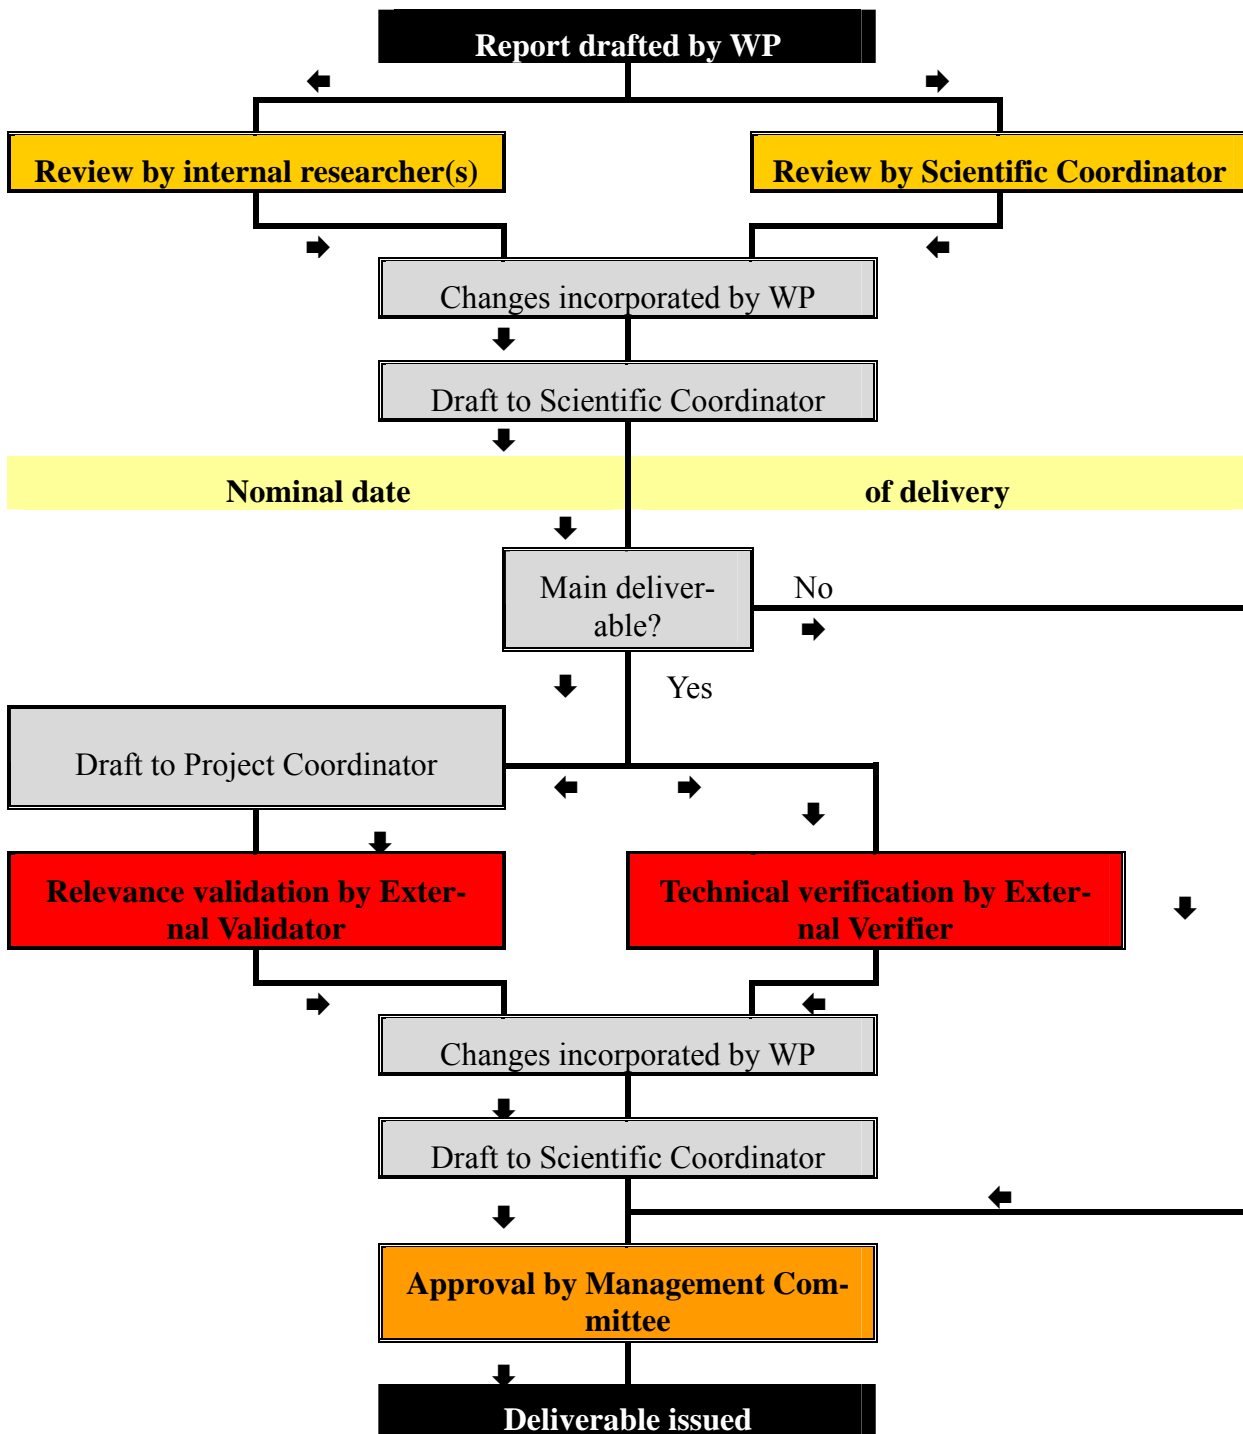 Report drafted by WP
Review by internal researcher(s)
Review by Scientific Coordinator
Changes incorporated by WP
Draft to Scientific Coordinator
Nominal date of delivery
Main deliver-
able?
No
Yes
Draft to Project Coordinator
Relevance validation by Exter-
nal Validator
Technical verification by Exter-
nal Verifier
Changes incorporated by WP
Draft to Scientific Coordinator
Approval by Management Com-
mittee
Deliverable issued